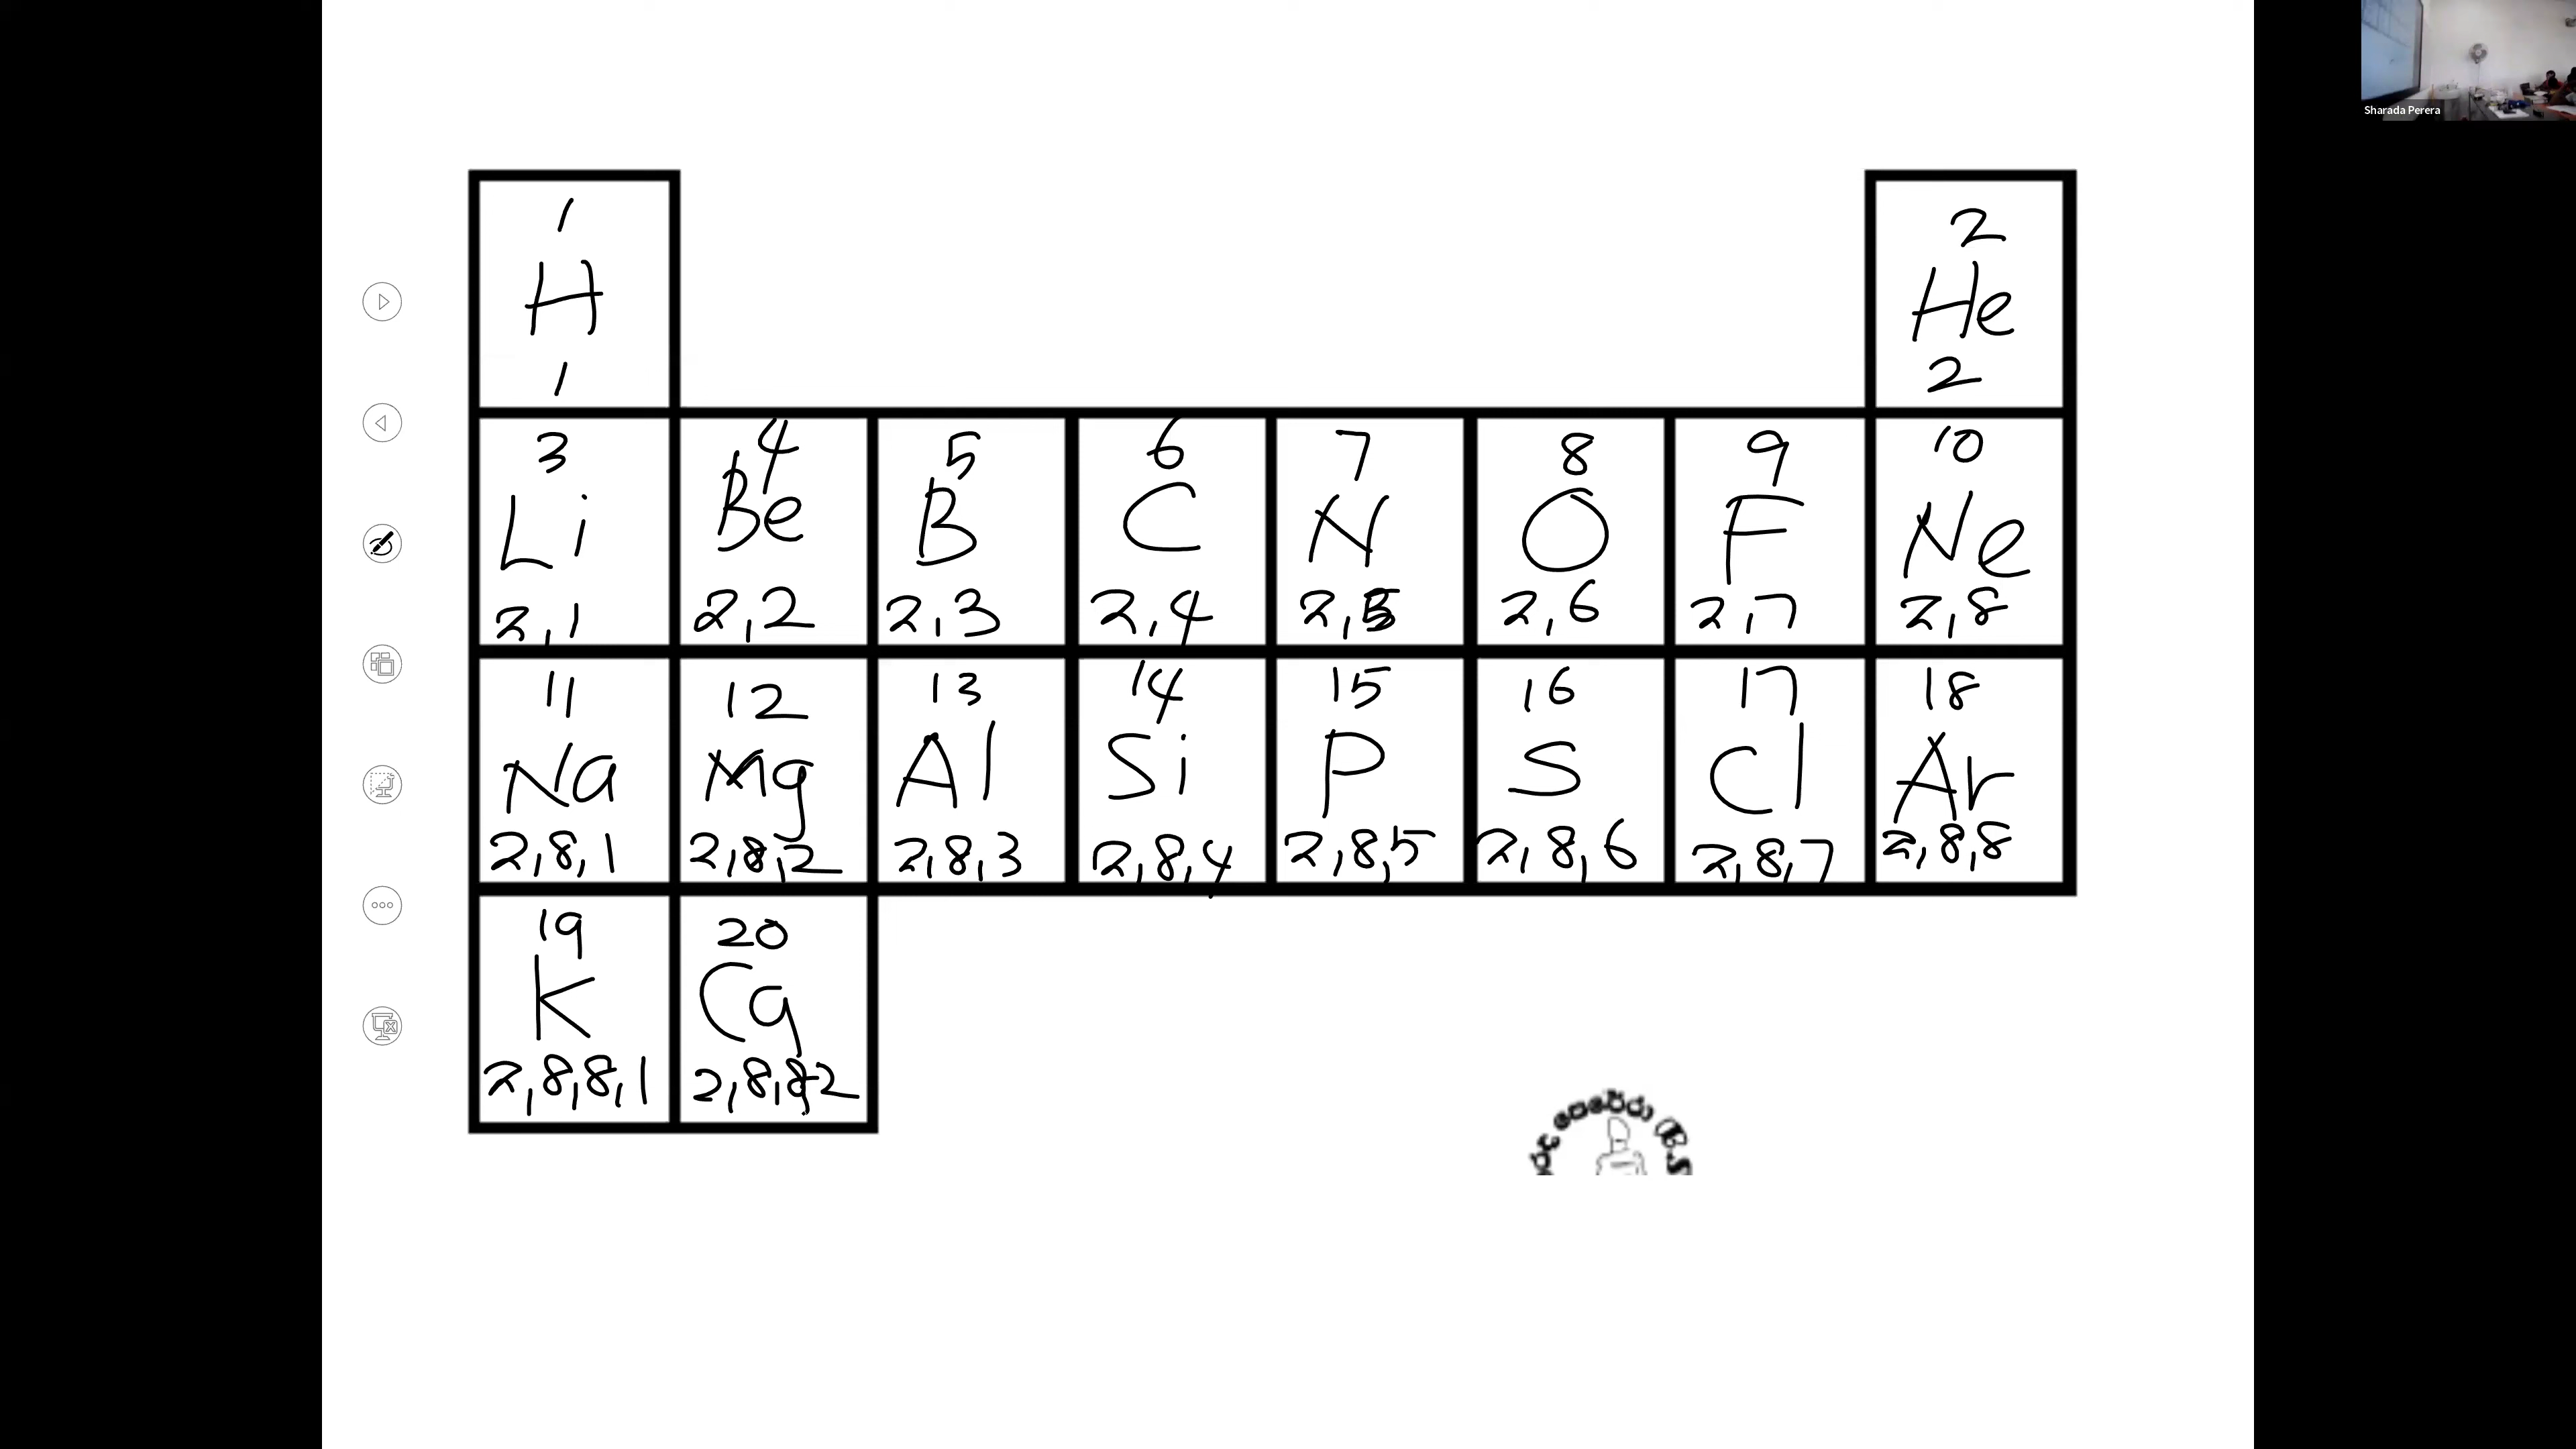 Sharada Perera
1 2
H He
1 2
3 4 5 6 7 8 9 10
Li Be B C N O F Ne
2,1 2,2 2,3 2,4 2,5 2,6 2,7 2,8
11 12 13 14 15 16 17 18
Na Mg Al Si P S Cl Ar
2,8,1 2,8,2 2,8,3 2,8,4 2,8,5 2,8,6 2,8,7 2,8,8
19 20
K Ca
2,8,8,1 2,8,8,2
(B.S